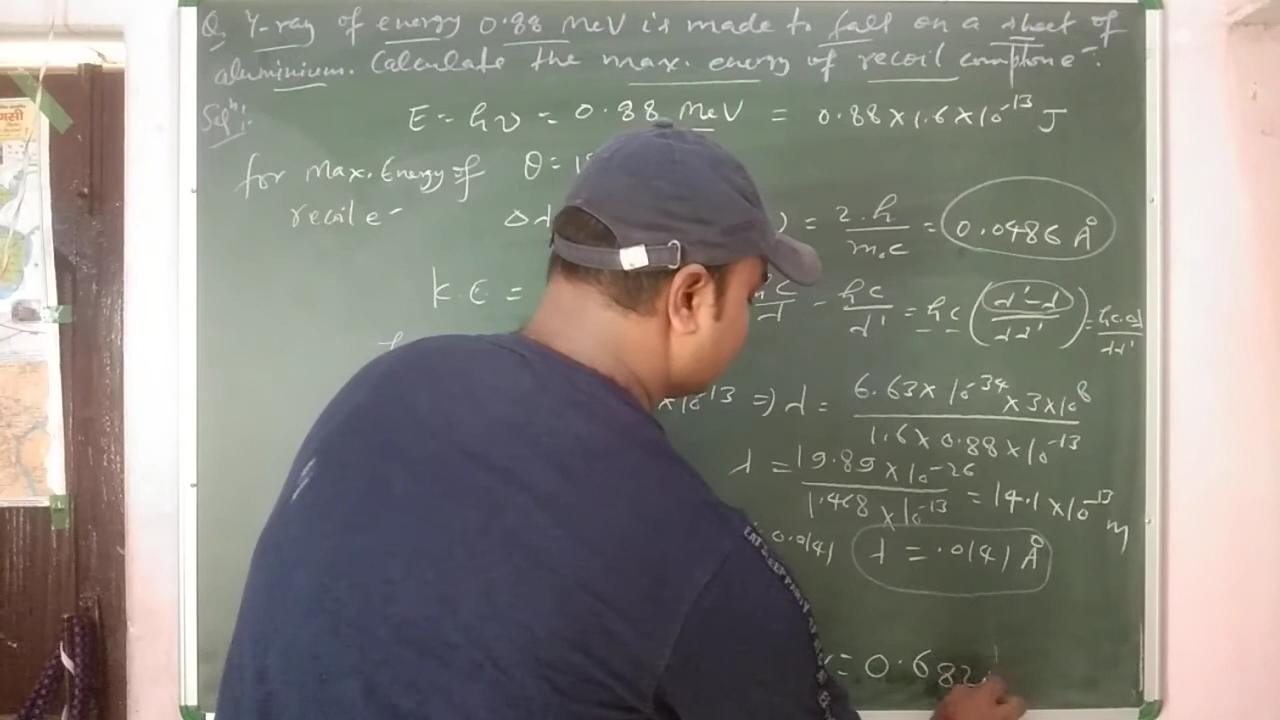 Q γ-ray of energy 0.88 MeV is made to fall on a sheet of
aluminium. Calculate the max. energy of recoil comptone⁻.
Solⁿ:
E = hν = 0.88 MeV = 0.88×1.6×10⁻¹³ J
for Max. Energy of θ = 1
recoil e⁻ Δλ ) = 2.h/m₀c = 0.0486 Å
K.E = hc/λ - hc/λ' = hc (λ'-λ/λλ') = hc.Δ/λλ'
×10⁻¹³ ⇒ λ = 6.63×10⁻³⁴×3×10⁸/1.6×0.88×10⁻¹³
λ = 19.89×10⁻²⁶/1.468×10⁻¹³ = 14.1×10⁻¹³ m
0.0141 λ = .0141 Å
= 0.682
णसी